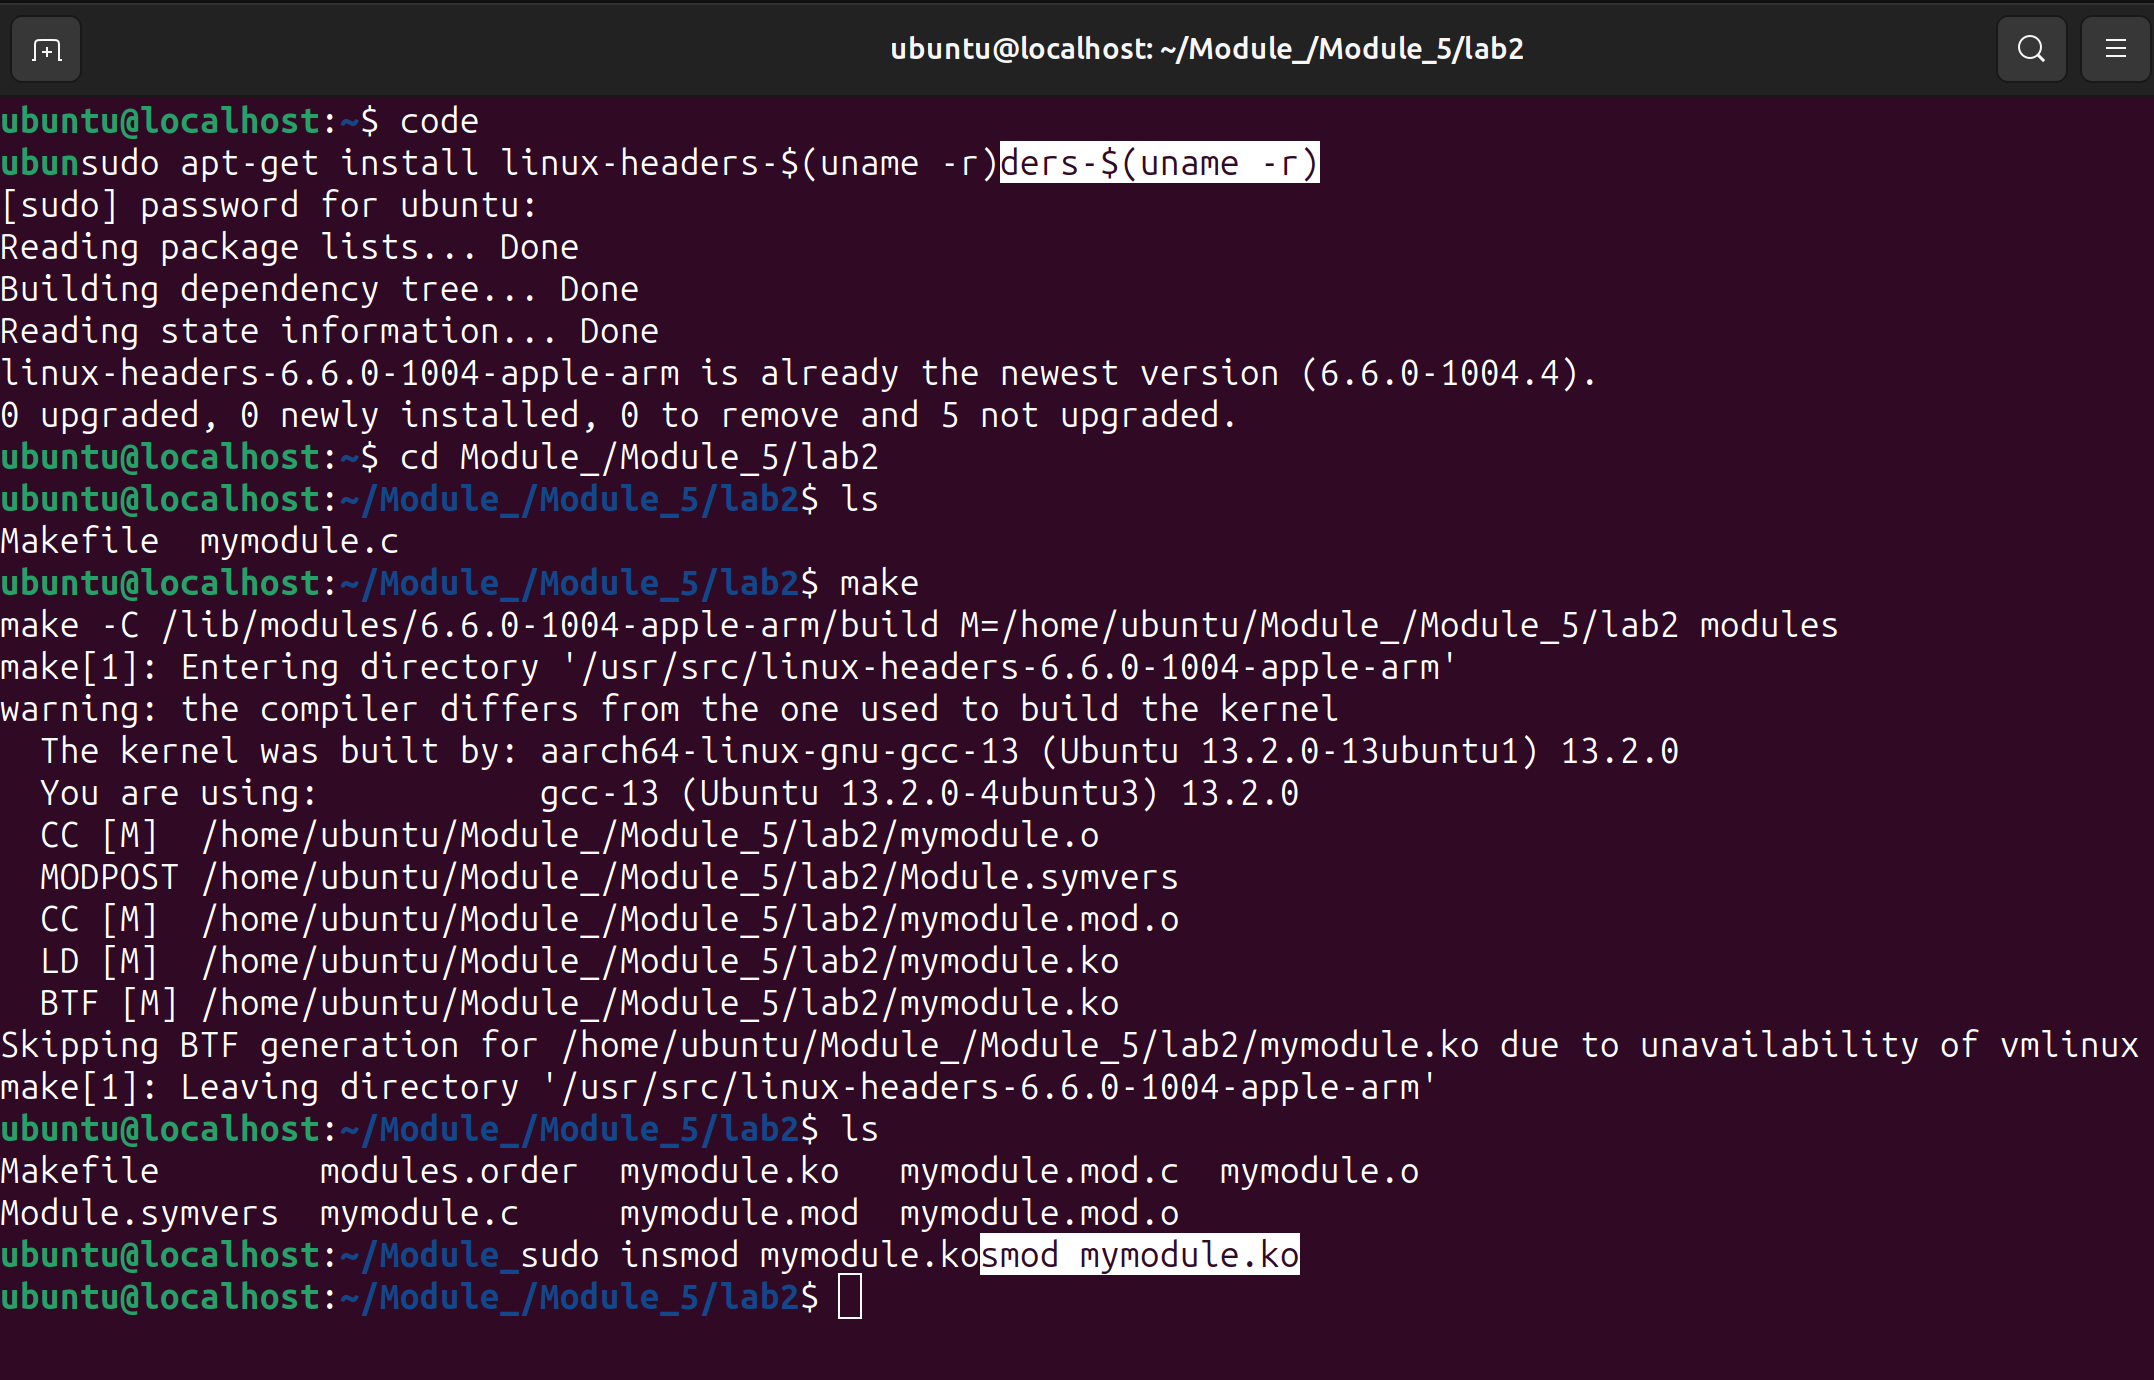 ubuntu@localhost: ~/Module_/Module_5/lab2
ubuntu@localhost:~$ code
ubunsudo apt-get install linux-headers-$(uname -r)ders-$(uname -r)
[sudo] password for ubuntu:
Reading package lists... Done
Building dependency tree... Done
Reading state information... Done
linux-headers-6.6.0-1004-apple-arm is already the newest version (6.6.0-1004.4).
0 upgraded, 0 newly installed, 0 to remove and 5 not upgraded.
ubuntu@localhost:~$ cd Module_/Module_5/lab2
ubuntu@localhost:~/Module_/Module_5/lab2$ ls
Makefile  mymodule.c
ubuntu@localhost:~/Module_/Module_5/lab2$ make
make -C /lib/modules/6.6.0-1004-apple-arm/build M=/home/ubuntu/Module_/Module_5/lab2 modules
make[1]: Entering directory '/usr/src/linux-headers-6.6.0-1004-apple-arm'
warning: the compiler differs from the one used to build the kernel
  The kernel was built by: aarch64-linux-gnu-gcc-13 (Ubuntu 13.2.0-13ubuntu1) 13.2.0
  You are using:           gcc-13 (Ubuntu 13.2.0-4ubuntu3) 13.2.0
  CC [M]  /home/ubuntu/Module_/Module_5/lab2/mymodule.o
  MODPOST /home/ubuntu/Module_/Module_5/lab2/Module.symvers
  CC [M]  /home/ubuntu/Module_/Module_5/lab2/mymodule.mod.o
  LD [M]  /home/ubuntu/Module_/Module_5/lab2/mymodule.ko
  BTF [M] /home/ubuntu/Module_/Module_5/lab2/mymodule.ko
Skipping BTF generation for /home/ubuntu/Module_/Module_5/lab2/mymodule.ko due to unavailability of vmlinux
make[1]: Leaving directory '/usr/src/linux-headers-6.6.0-1004-apple-arm'
ubuntu@localhost:~/Module_/Module_5/lab2$ ls
Makefile        modules.order  mymodule.ko   mymodule.mod.c  mymodule.o
Module.symvers  mymodule.c     mymodule.mod  mymodule.mod.o
ubuntu@localhost:~/Module_sudo insmod mymodule.kosmod mymodule.ko
ubuntu@localhost:~/Module_/Module_5/lab2$